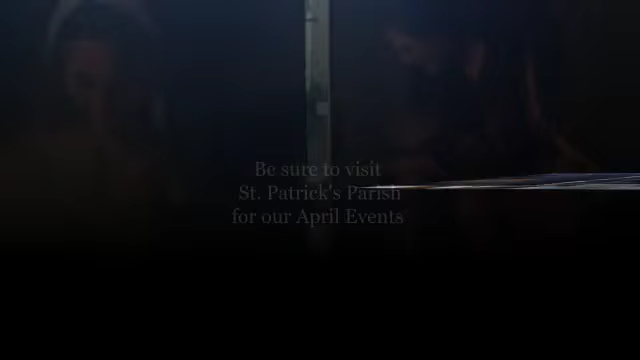 Be sure to visit
St. Patrick's Parish
for our April Events